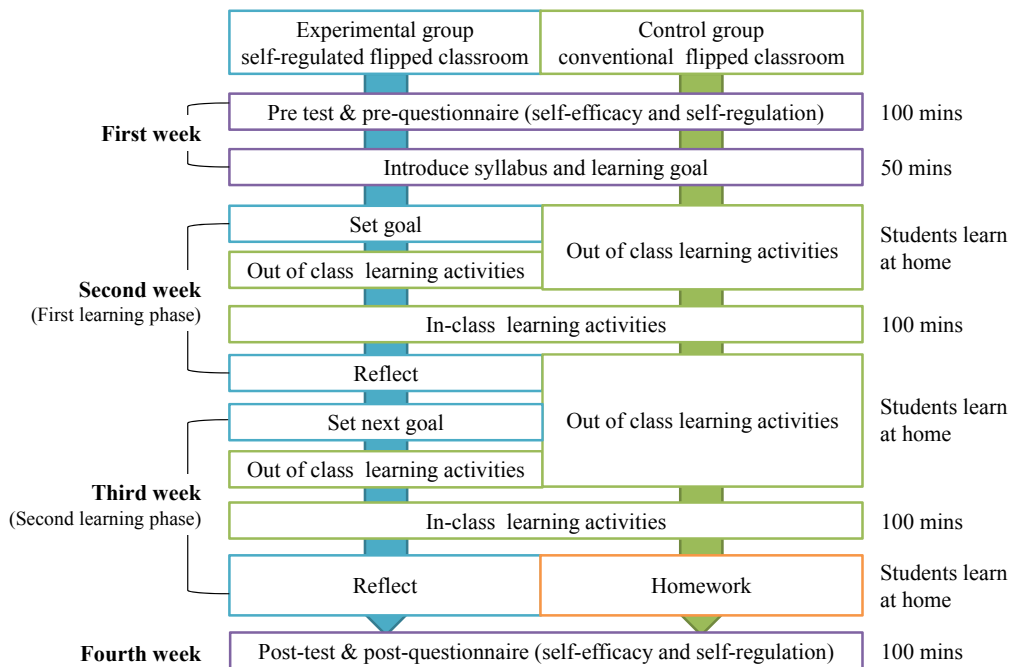 Experimental group
self-regulated flipped classroom
Control group
conventional flipped classroom
First week
Pre test & pre-questionnaire (self-efficacy and self-regulation)
100 mins
Introduce syllabus and learning goal
50 mins
Second week
(First learning phase)
Set goal
Out of class learning activities
Out of class learning activities
Students learn
at home
In-class learning activities
100 mins
Reflect
Third week
(Second learning phase)
Set next goal
Out of class learning activities
Out of class learning activities
Students learn
at home
In-class learning activities
100 mins
Reflect
Homework
Students learn
at home
Fourth week
Post-test & post-questionnaire (self-efficacy and self-regulation)
100 mins